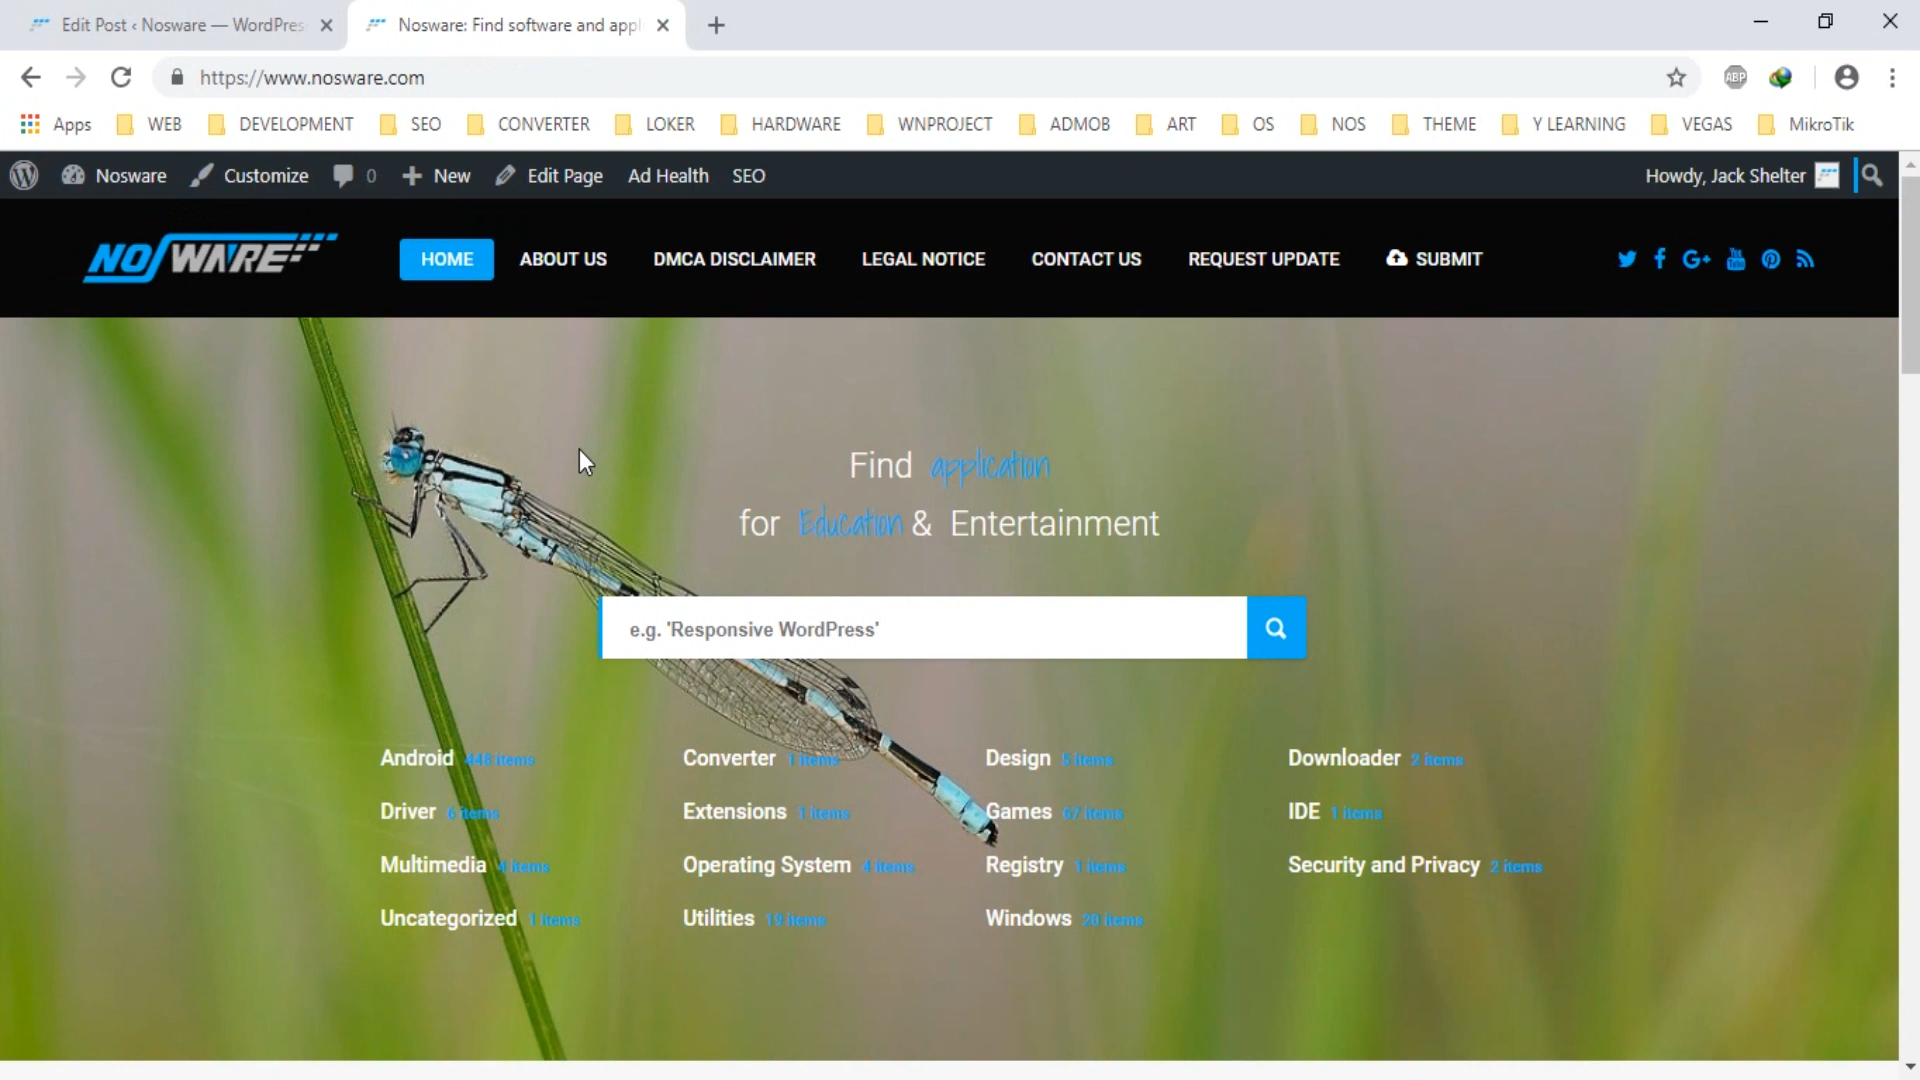 Edit Post ‹ Nosware — WordPres
Nosware: Find software and appl
https://www.nosware.com
ABP
Apps WEB DEVELOPMENT SEO CONVERTER LOKER HARDWARE WNPROJECT ADMOB ART OS NOS THEME Y LEARNING VEGAS MikroTik
Nosware Customize 0 New Edit Page Ad Health SEO Howdy, Jack Shelter
NOSWARE HOME ABOUT US DMCA DISCLAIMER LEGAL NOTICE CONTACT US REQUEST UPDATE SUBMIT
Find application
for Education & Entertainment
e.g. 'Responsive WordPress'
Android 448 items Converter 1 items Design 5 items Downloader 2 items
Driver 6 items Extensions 1 items Games 67 items IDE 1 items
Multimedia 4 items Operating System 4 items Registry 1 items Security and Privacy 2 items
Uncategorized 1 items Utilities 19 items Windows 20 items